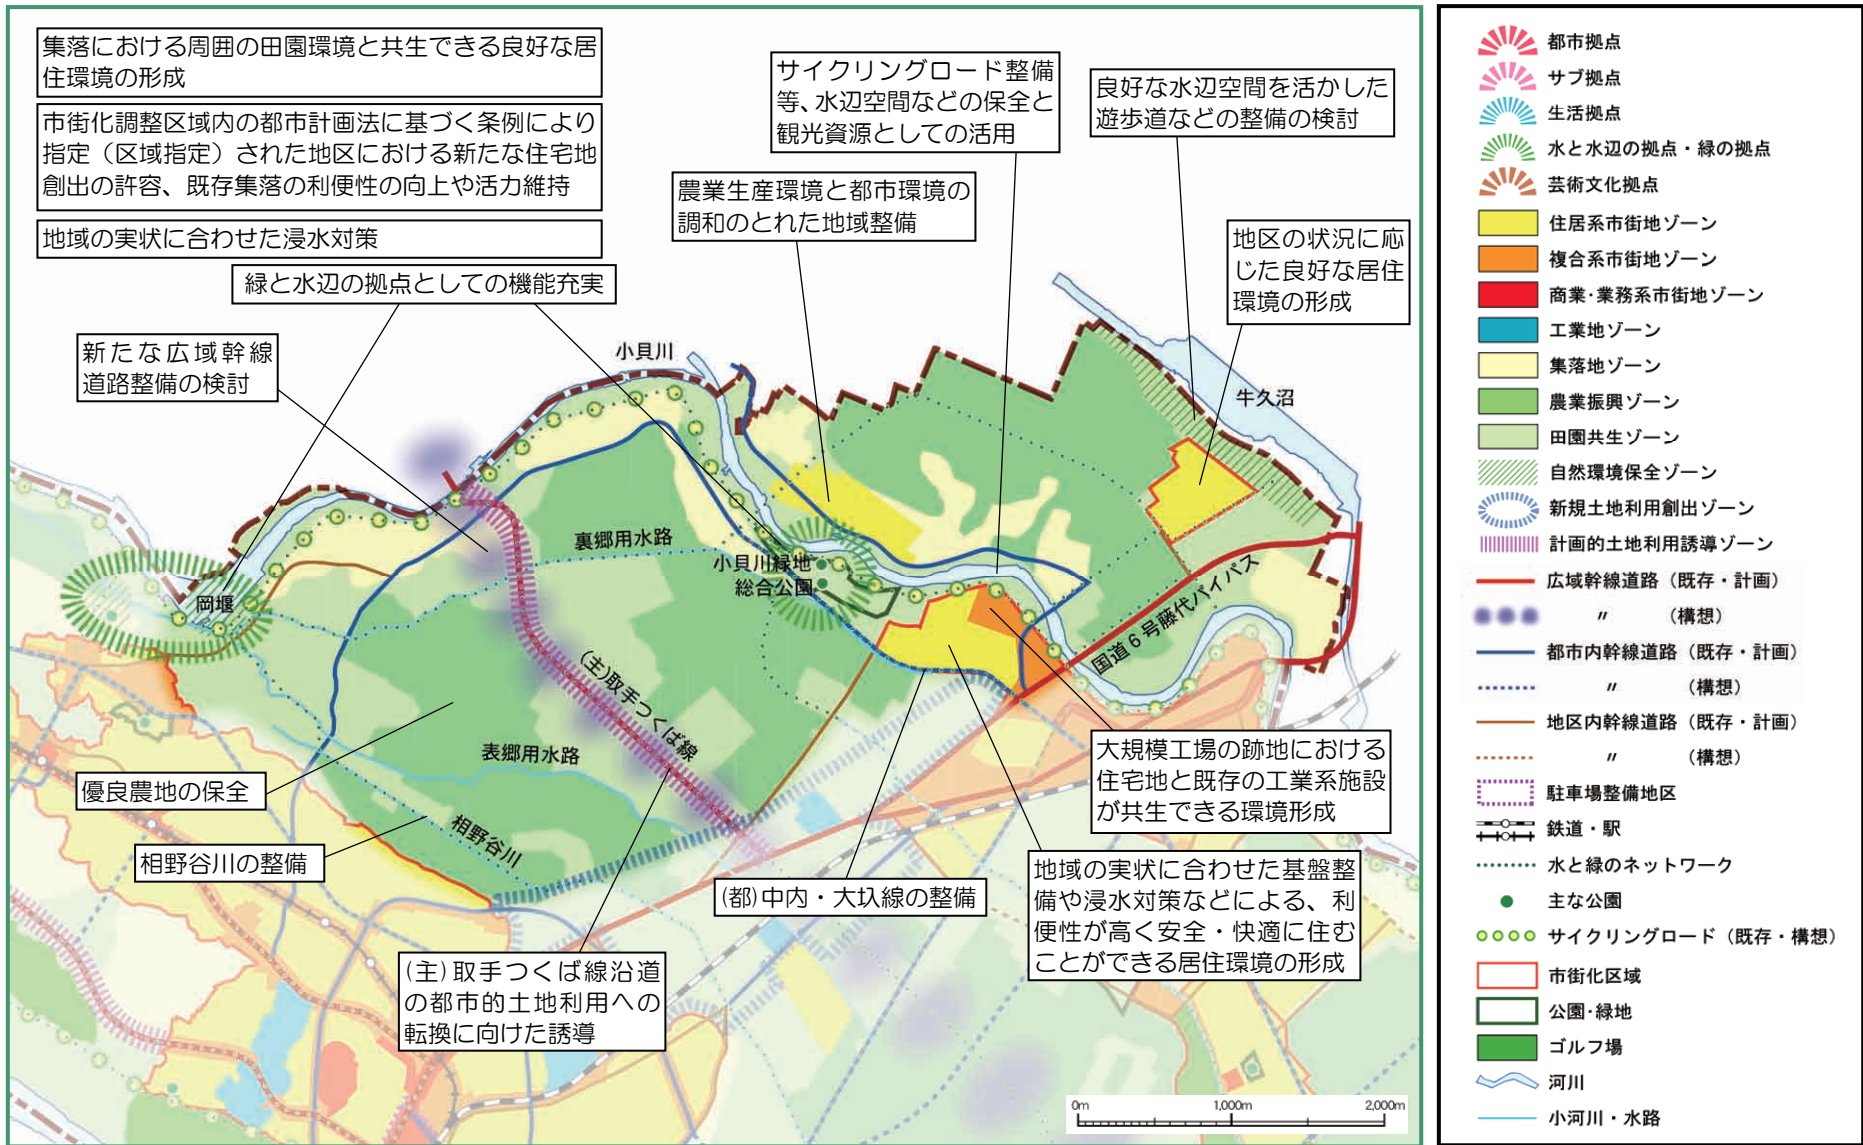 集落における周囲の田園環境と共生できる良好な居
住環境の形成
市街化調整区域内の都市計画法に基づく条例により
指定（区域指定）された地区における新たな住宅地
創出の許容、既存集落の利便性の向上や活力維持
地域の実状に合わせた浸水対策
緑と水辺の拠点としての機能充実
新たな広域幹線
道路整備の検討
サイクリングロード整備
等、水辺空間などの保全と
観光資源としての活用
良好な水辺空間を活かした
遊歩道などの整備の検討
農業生産環境と都市環境の
調和のとれた地域整備
地区の状況に応
じた良好な居住
環境の形成
小貝川
牛久沼
裏郷用水路
小貝川緑地
総合公園
岡堰
国道６号藤代バイパス
(主)取手つくば線
表郷用水路
相野谷川
優良農地の保全
相野谷川の整備
(主)取手つくば線沿道
の都市的土地利用への
転換に向けた誘導
(都)中内・大圦線の整備
大規模工場の跡地における
住宅地と既存の工業系施設
が共生できる環境形成
地域の実状に合わせた基盤整
備や浸水対策などによる、利
便性が高く安全・快適に住む
ことができる居住環境の形成
0m 1,000m 2,000m
都市拠点
サブ拠点
生活拠点
水と水辺の拠点・緑の拠点
芸術文化拠点
住居系市街地ゾーン
複合系市街地ゾーン
商業・業務系市街地ゾーン
工業地ゾーン
集落地ゾーン
農業振興ゾーン
田園共生ゾーン
自然環境保全ゾーン
新規土地利用創出ゾーン
計画的土地利用誘導ゾーン
広域幹線道路（既存・計画）
〃 （構想）
都市内幹線道路（既存・計画）
〃 （構想）
地区内幹線道路（既存・計画）
〃 （構想）
駐車場整備地区
鉄道・駅
水と緑のネットワーク
主な公園
サイクリングロード（既存・構想）
市街化区域
公園・緑地
ゴルフ場
河川
小河川・水路